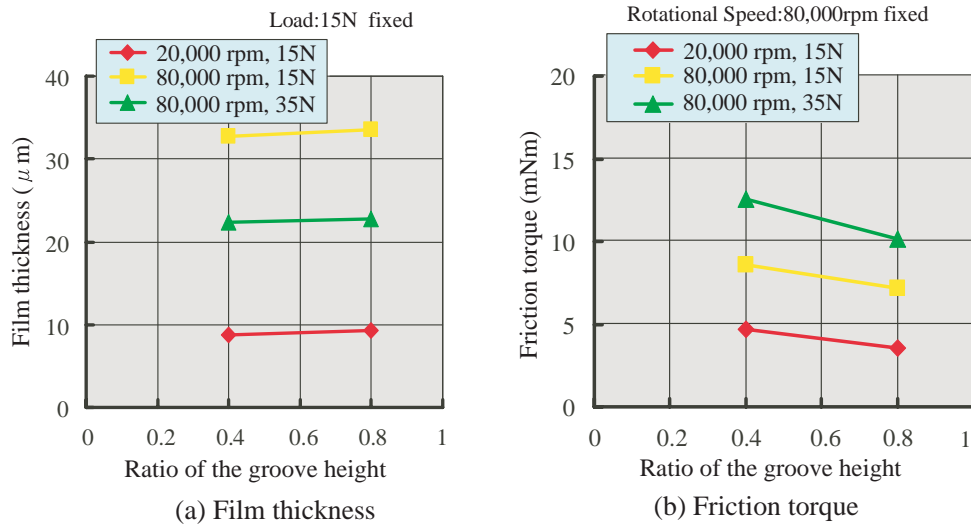 Load:15N fixed
20,000 rpm, 15N
80,000 rpm, 15N
80,000 rpm, 35N
Film thickness (μm)
40
30
20
10
0
0 0.2 0.4 0.8 1
Ratio of the groove height
(a) Film thickness
Rotational Speed:80,000rpm fixed
20,000 rpm, 15N
80,000 rpm, 15N
80,000 rpm, 35N
Friction torque (mNm)
20
15
10
5
0
0 0.2 0.4 0.8 1
Ratio of the groove height
(b) Friction torque